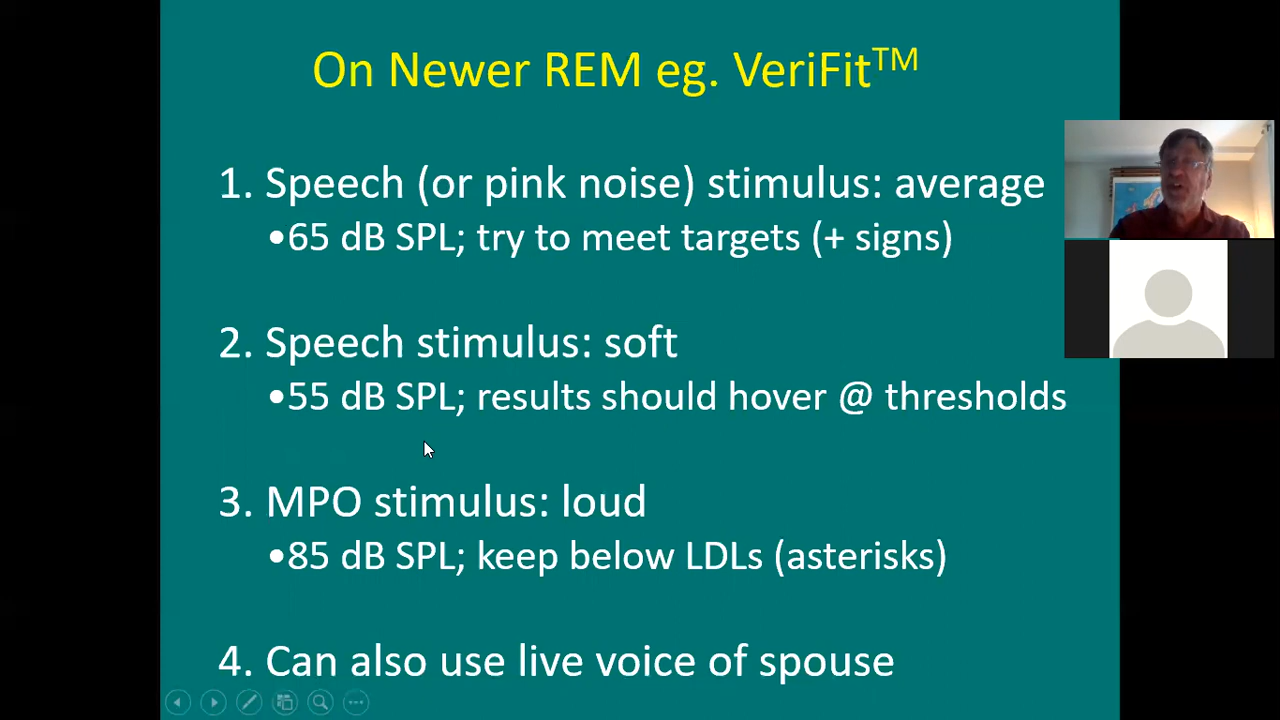 On Newer REM eg. VeriFit™
1. Speech (or pink noise) stimulus: average
•65 dB SPL; try to meet targets (+ signs)
2. Speech stimulus: soft
•55 dB SPL; results should hover @ thresholds
3. MPO stimulus: loud
•85 dB SPL; keep below LDLs (asterisks)
4. Can also use live voice of spouse